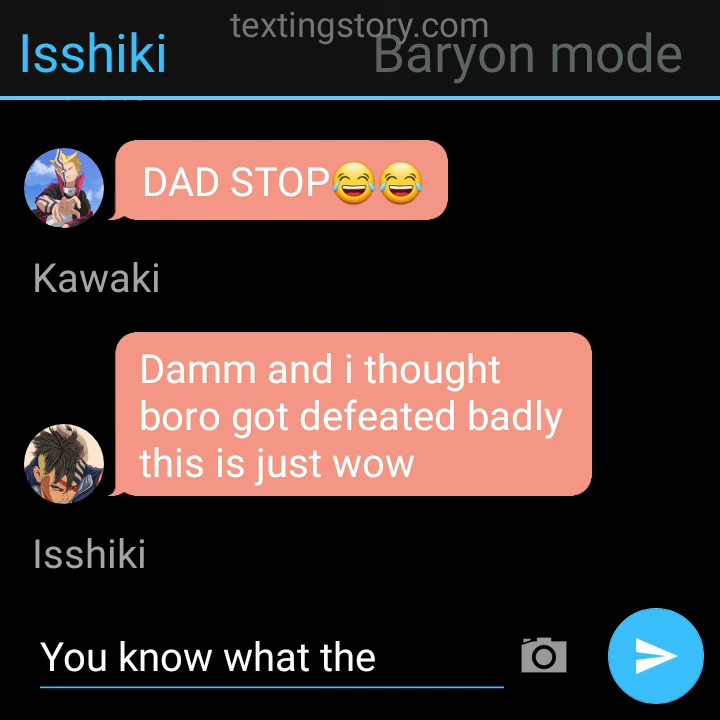 textingstory.com
Isshiki
Baryon mode
DAD STOP😂😂
Kawaki
Damm and i thought
boro got defeated badly
this is just wow
Isshiki
You know what the